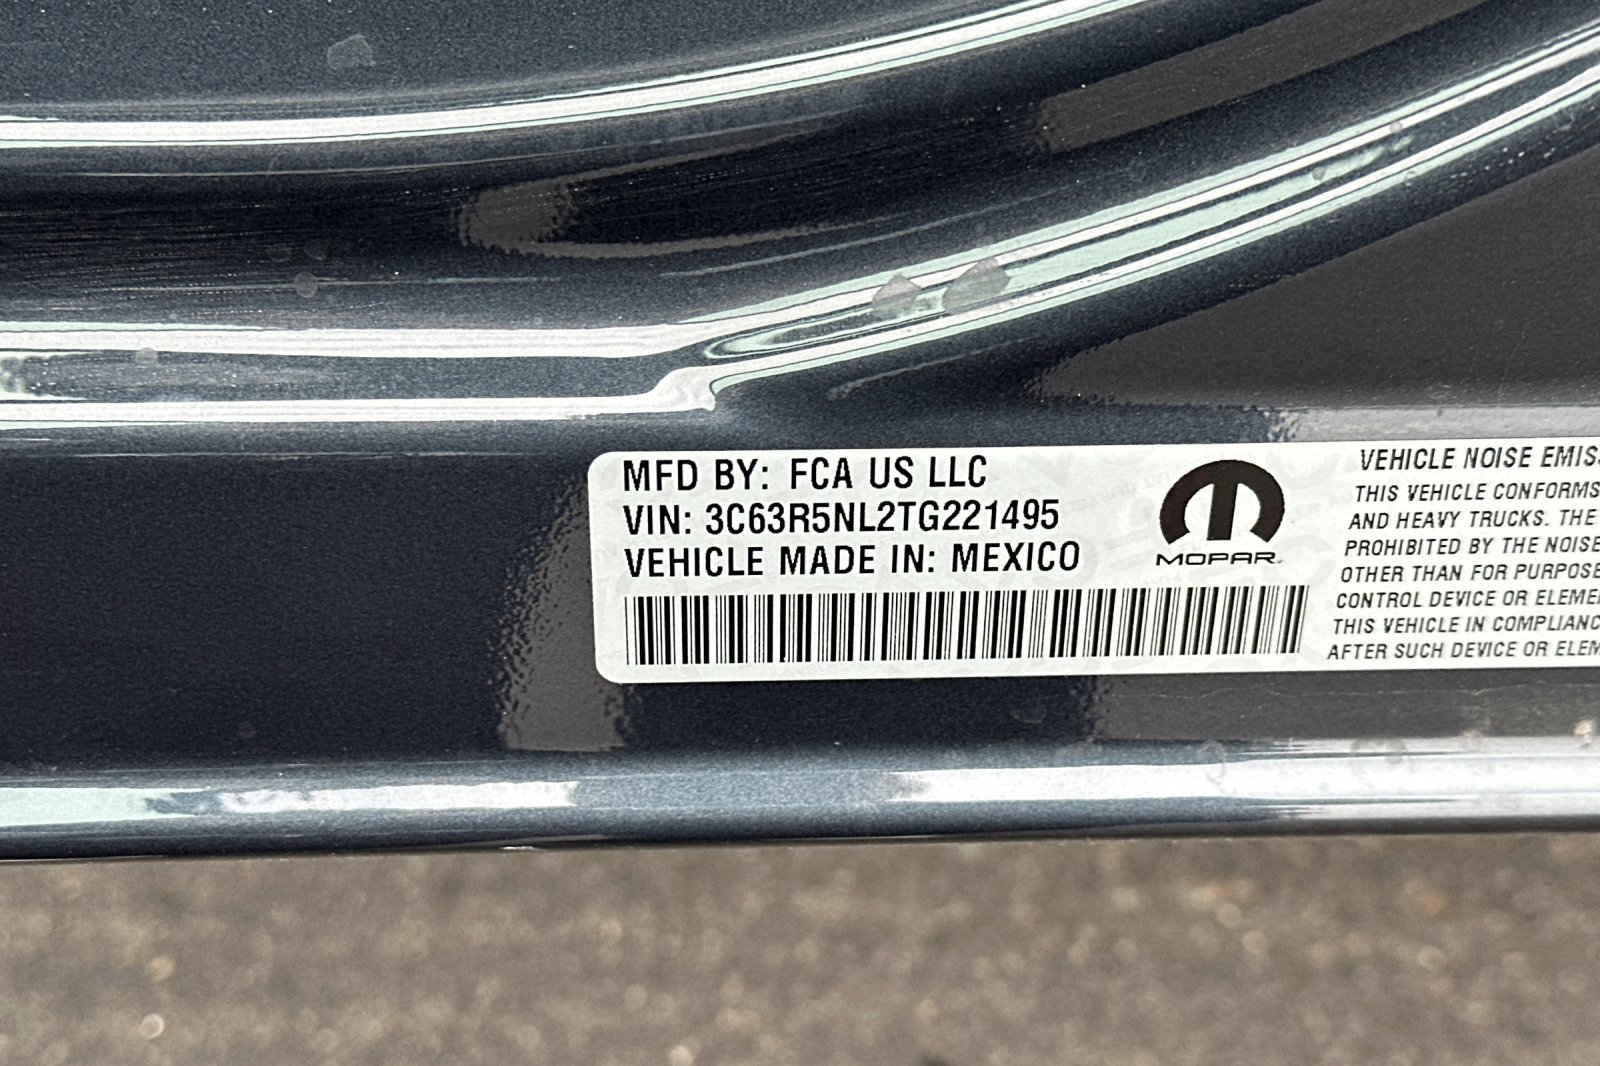 MFD BY: FCA US LLC
VIN: 3C63R5NL2TG221495
VEHICLE MADE IN: MEXICO
MOPAR
VEHICLE NOISE EMIS
THIS VEHICLE CONFORMS
AND HEAVY TRUCKS. THE
PROHIBITED BY THE NOISE
OTHER THAN FOR PURPOSE
CONTROL DEVICE OR ELEME
THIS VEHICLE IN COMPLIANC
AFTER SUCH DEVICE OR ELEM